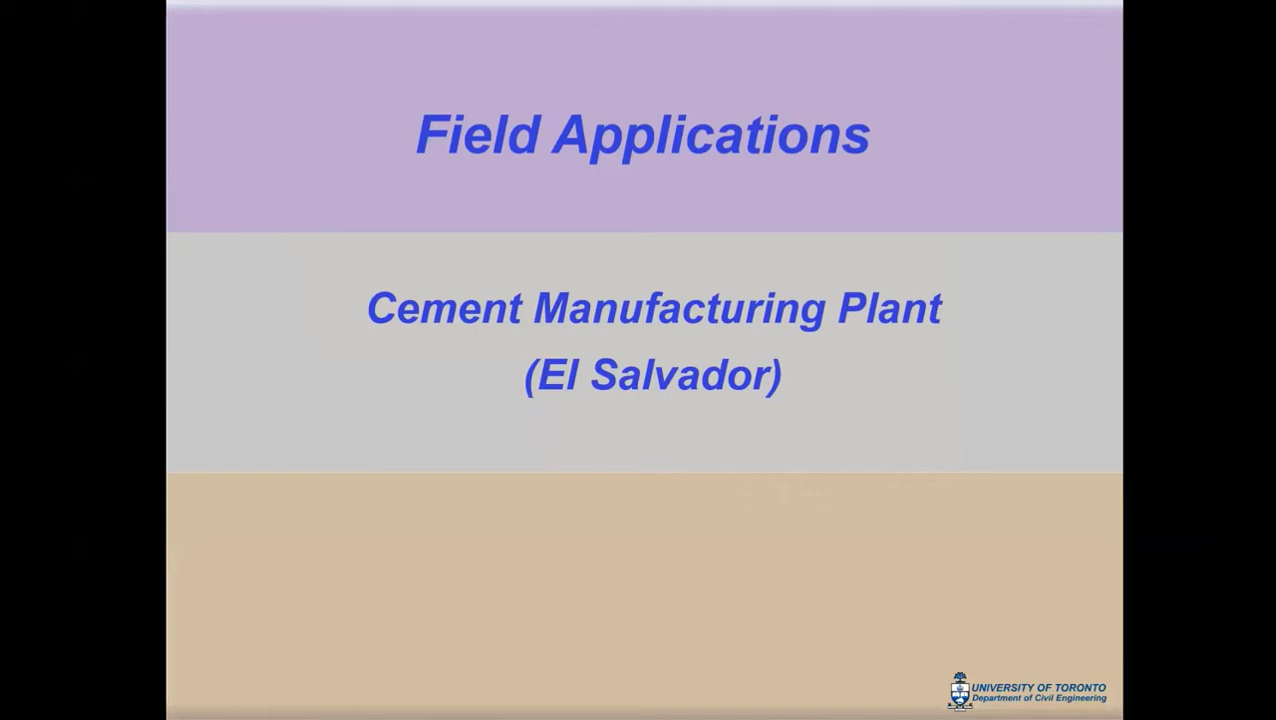 Field Applications
Cement Manufacturing Plant
(El Salvador)
UNIVERSITY OF TORONTO
Department of Civil Engineering